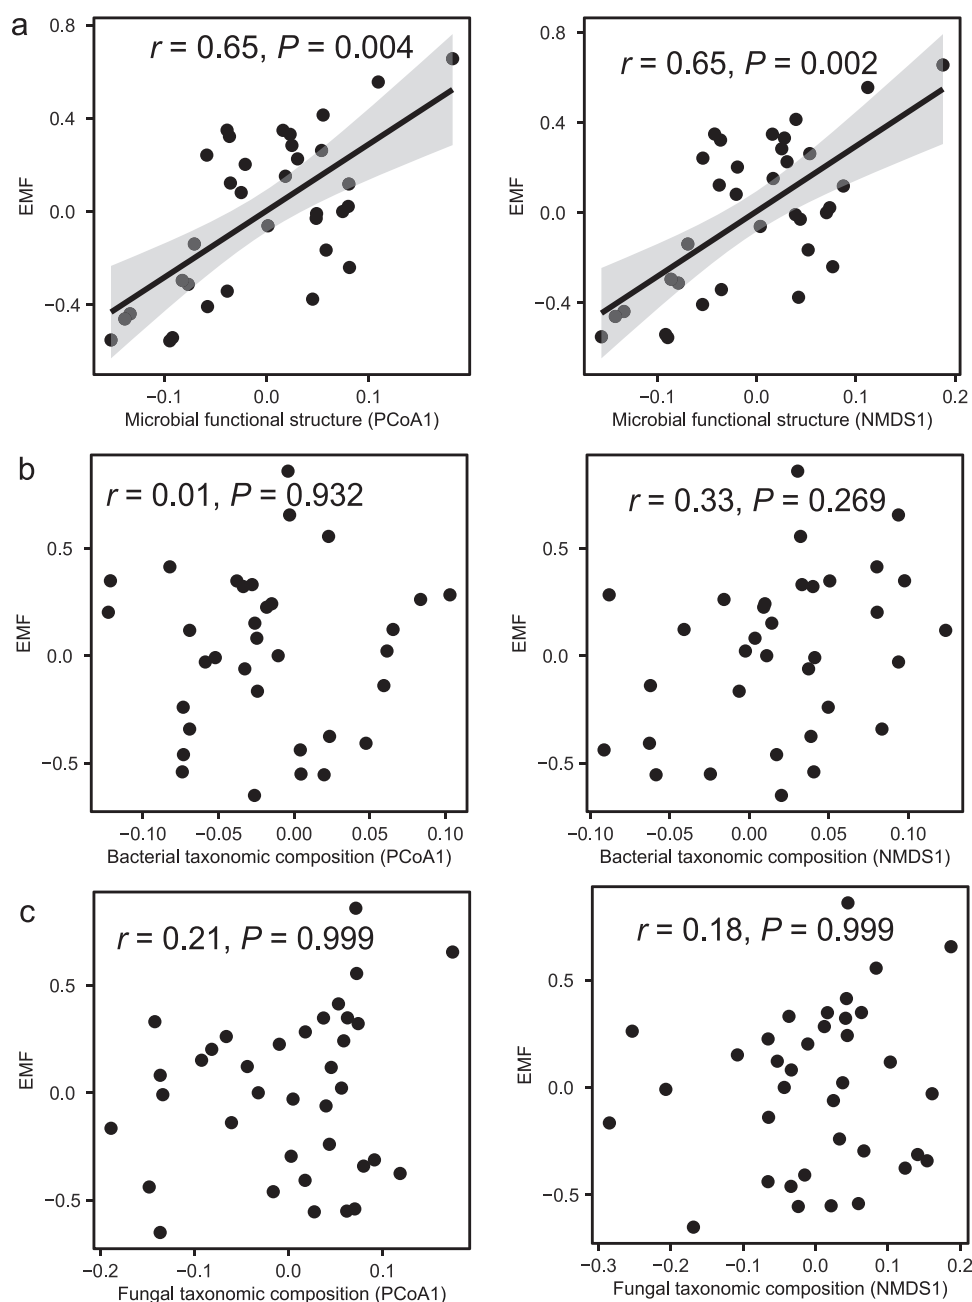 a
r = 0.65, P = 0.004
0.8
0.4
0.0
−0.4
EMF
−0.1
0.0
0.1
Microbial functional structure (PCoA1)
r = 0.65, P = 0.002
0.8
0.4
0.0
−0.4
EMF
−0.1
0.0
0.1
0.2
Microbial functional structure (NMDS1)
b
r = 0.01, P = 0.932
0.5
0.0
−0.5
EMF
−0.10
−0.05
0.00
0.05
0.10
Bacterial taxonomic composition (PCoA1)
r = 0.33, P = 0.269
0.5
0.0
−0.5
EMF
−0.10
−0.05
0.00
0.05
0.10
Bacterial taxonomic composition (NMDS1)
c
r = 0.21, P = 0.999
0.5
0.0
−0.5
EMF
−0.2
−0.1
0.0
0.1
Fungal taxonomic composition (PCoA1)
r = 0.18, P = 0.999
0.5
0.0
−0.5
EMF
−0.3
−0.2
−0.1
0.0
0.1
0.2
Fungal taxonomic composition (NMDS1)